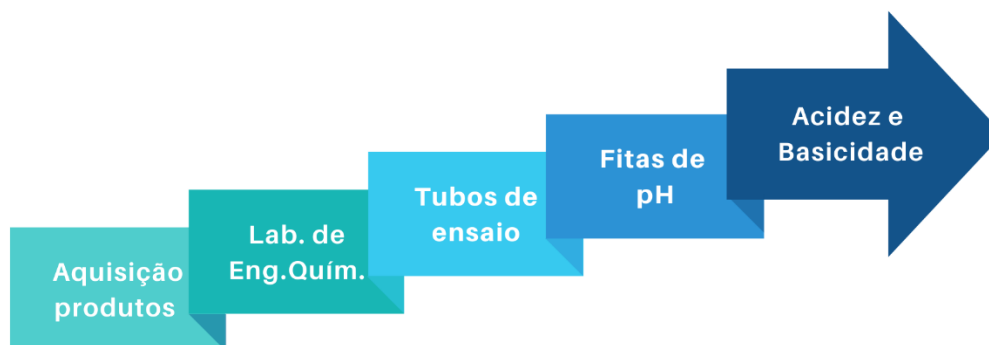 Aquisição
produtos
Lab. de
Eng.Quím.
Tubos de
ensaio
Fitas de
pH
Acidez e
Basicidade